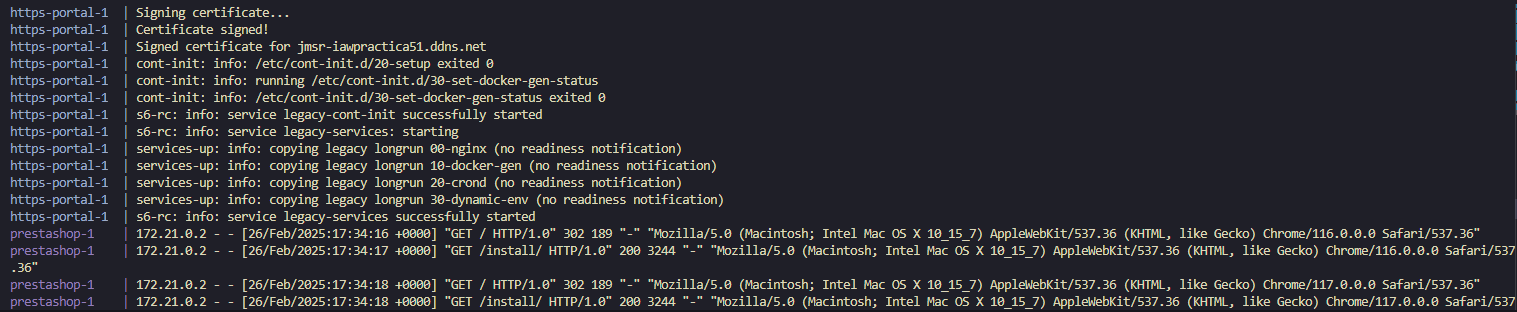 https-portal-1 | Signing certificate...
https-portal-1 | Certificate signed!
https-portal-1 | Signed certificate for jmsr-iawpractica51.ddns.net
https-portal-1 | cont-init: info: /etc/cont-init.d/20-setup exited 0
https-portal-1 | cont-init: info: running /etc/cont-init.d/30-set-docker-gen-status
https-portal-1 | cont-init: info: /etc/cont-init.d/30-set-docker-gen-status exited 0
https-portal-1 | s6-rc: info: service legacy-cont-init successfully started
https-portal-1 | s6-rc: info: service legacy-services: starting
https-portal-1 | services-up: info: copying legacy longrun 00-nginx (no readiness notification)
https-portal-1 | services-up: info: copying legacy longrun 10-docker-gen (no readiness notification)
https-portal-1 | services-up: info: copying legacy longrun 20-crond (no readiness notification)
https-portal-1 | services-up: info: copying legacy longrun 30-dynamic-env (no readiness notification)
https-portal-1 | s6-rc: info: service legacy-services successfully started
prestashop-1 | 172.21.0.2 - - [26/Feb/2025:17:34:16 +0000] "GET / HTTP/1.0" 302 189 "-" "Mozilla/5.0 (Macintosh; Intel Mac OS X 10_15_7) AppleWebKit/537.36 (KHTML, like Gecko) Chrome/116.0.0.0 Safari/537.36"
prestashop-1 | 172.21.0.2 - - [26/Feb/2025:17:34:17 +0000] "GET /install/ HTTP/1.0" 200 3244 "-" "Mozilla/5.0 (Macintosh; Intel Mac OS X 10_15_7) AppleWebKit/537.36 (KHTML, like Gecko) Chrome/116.0.0.0 Safari/537
.36"
prestashop-1 | 172.21.0.2 - - [26/Feb/2025:17:34:18 +0000] "GET / HTTP/1.0" 302 189 "-" "Mozilla/5.0 (Macintosh; Intel Mac OS X 10_15_7) AppleWebKit/537.36 (KHTML, like Gecko) Chrome/117.0.0.0 Safari/537.36"
prestashop-1 | 172.21.0.2 - - [26/Feb/2025:17:34:18 +0000] "GET /install/ HTTP/1.0" 200 3244 "-" "Mozilla/5.0 (Macintosh; Intel Mac OS X 10_15_7) AppleWebKit/537.36 (KHTML, like Gecko) Chrome/117.0.0.0 Safari/537